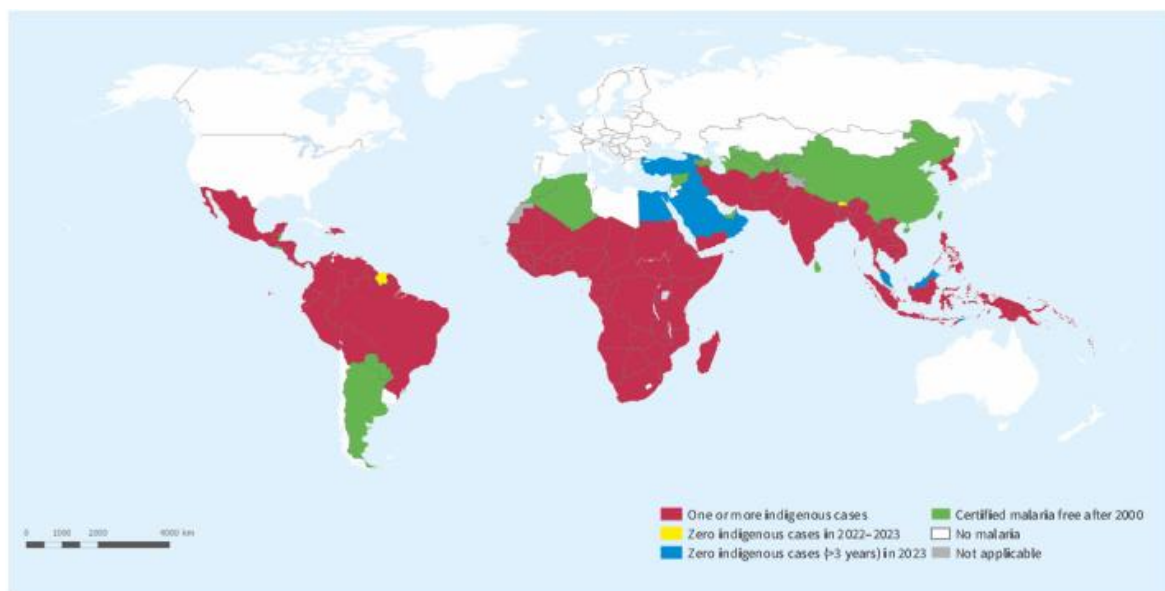 0 1000 2000 4000 km
One or more indigenous cases
Zero indigenous cases in 2022–2023
Zero indigenous cases (>3 years) in 2023
Certified malaria free after 2000
No malaria
Not applicable